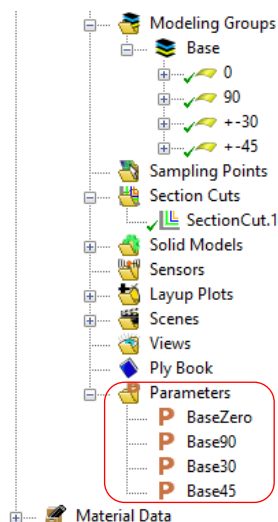 Modeling Groups
Base
0
90
+-30
+-45
Sampling Points
Section Cuts
SectionCut.1
Solid Models
Sensors
Layup Plots
Scenes
Views
Ply Book
Parameters
P BaseZero
P Base90
P Base30
P Base45
Material Data